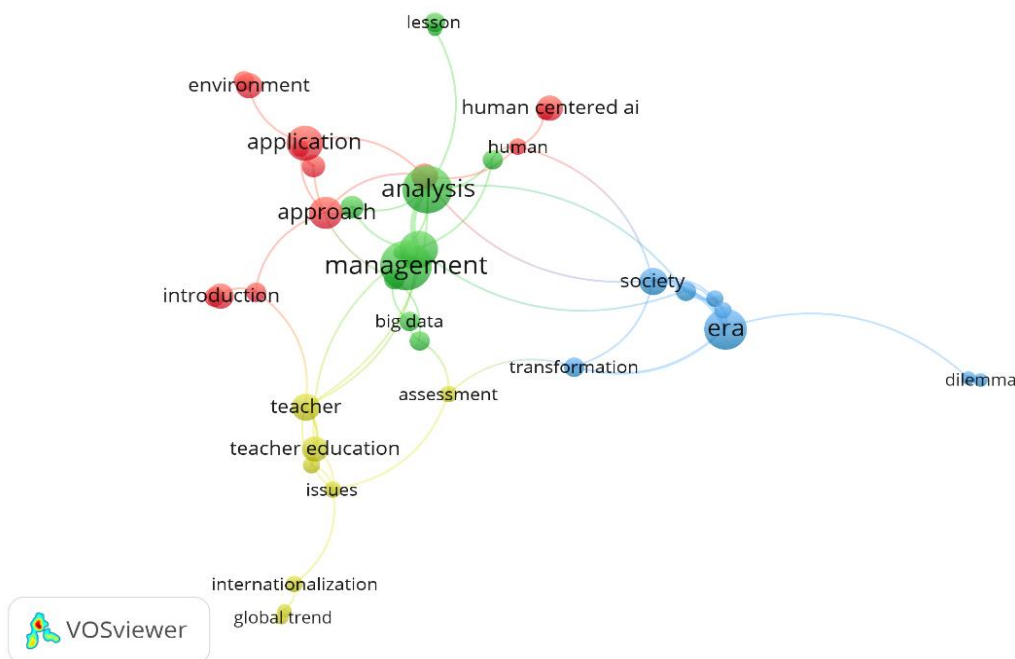 lesson
environment
human centered ai
application
human
analysis
approach
management
society
introduction
big data
era
transformation
dilemma
assessment
teacher
teacher education
issues
internationalization
global trend
VOSviewer